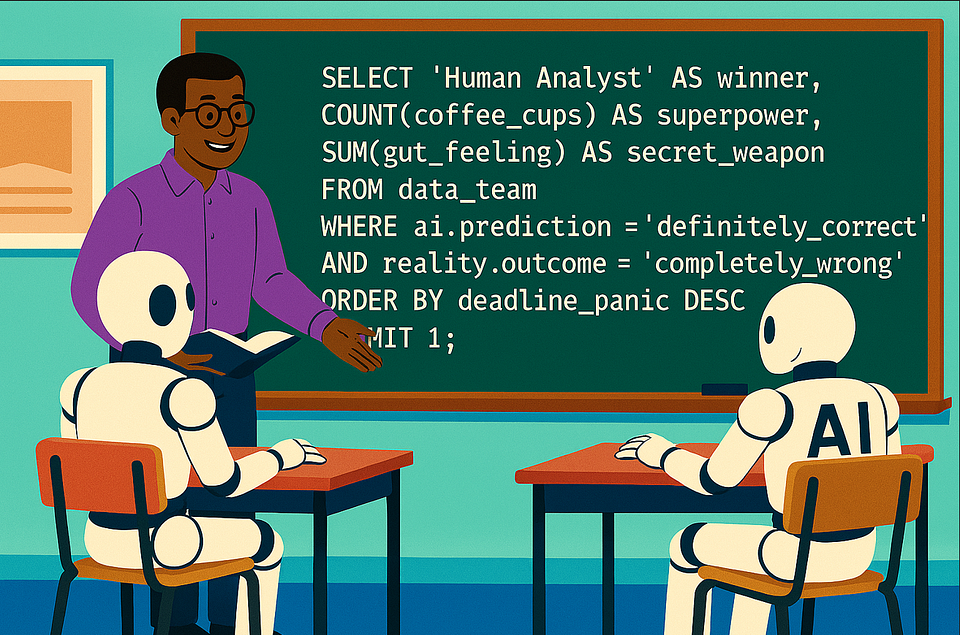 SELECT 'Human Analyst' AS winner,
COUNT(coffee_cups) AS superpower,
SUM(gut_feeling) AS secret_weapon
FROM data_team
WHERE ai.prediction = 'definitely_correct'
AND reality.outcome = 'completely_wrong'
ORDER BY deadline_panic DESC
MIT 1;
AI